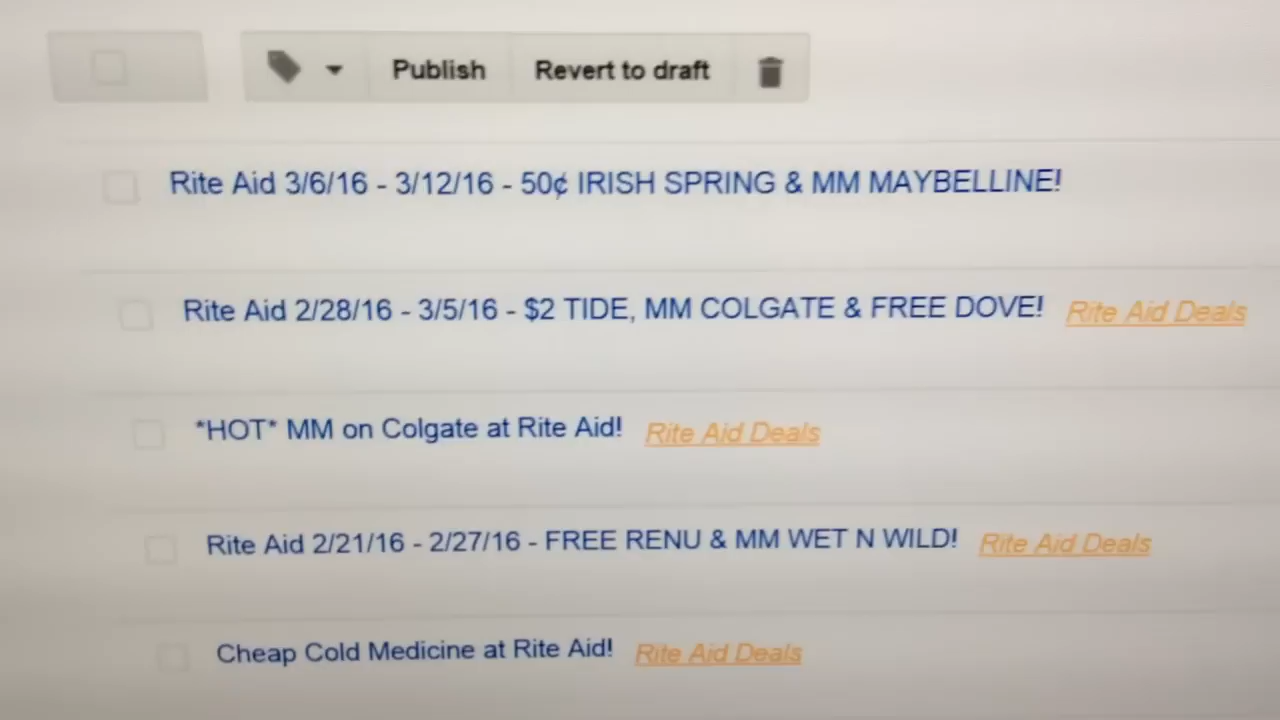 Publish Revert to draft
Rite Aid 3/6/16 - 3/12/16 - 50¢ IRISH SPRING & MM MAYBELLINE!
Rite Aid 2/28/16 - 3/5/16 - $2 TIDE, MM COLGATE & FREE DOVE! Rite Aid Deals
*HOT* MM on Colgate at Rite Aid! Rite Aid Deals
Rite Aid 2/21/16 - 2/27/16 - FREE RENU & MM WET N WILD! Rite Aid Deals
Cheap Cold Medicine at Rite Aid! Rite Aid Deals